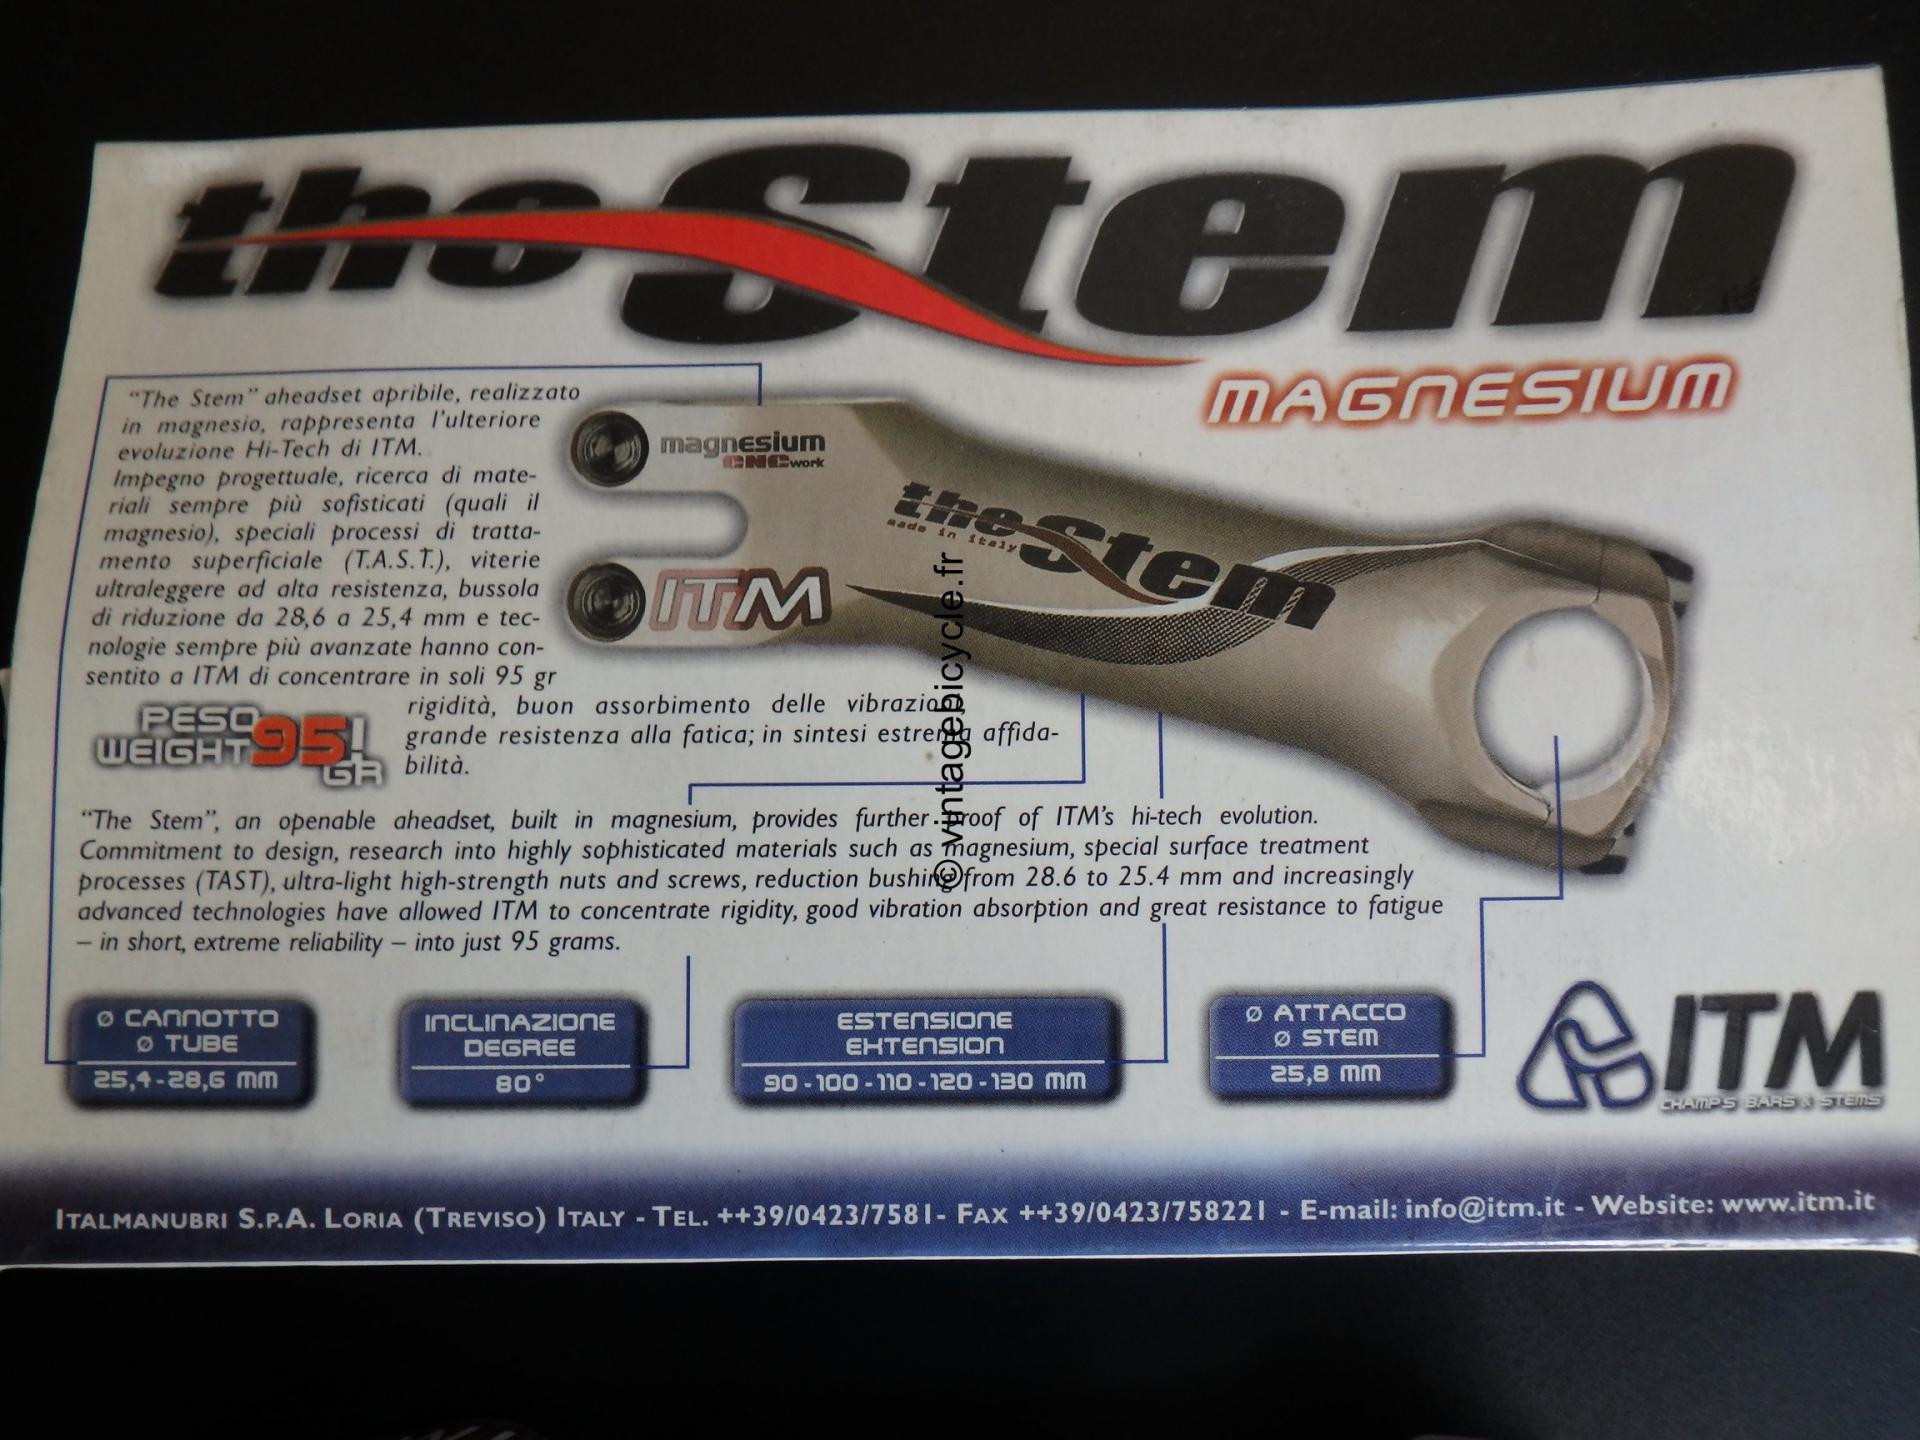 the Stem
MAGNESIUM
"The Stem" aheadset apribile, realizzato
in magnesio, rappresenta l'ulteriore
evoluzione Hi-Tech di ITM.
Impegno progettuale, ricerca di mate-
riali sempre più sofisticati (quali il
magnesio), speciali processi di tratta-
mento superficiale (T.A.S.T.), viterie
ultraleggere ad alta resistenza, bussola
di riduzione da 28,6 a 25,4 mm e tec-
nologie sempre più avanzate hanno con-
sentito a ITM di concentrare in soli 95 gr
rigidità, buon assorbimento delle vibrazioni,
grande resistenza alla fatica; in sintesi estrema affida-
bilità.
PESO
WEIGHT 95!
GR
magnesium
CNC work
ITM
the Stem
made in italy
"The Stem", an openable aheadset, built in magnesium, provides further proof of ITM's hi-tech evolution.
Commitment to design, research into highly sophisticated materials such as magnesium, special surface treatment
processes (TAST), ultra-light high-strength nuts and screws, reduction bushing from 28.6 to 25.4 mm and increasingly
advanced technologies have allowed ITM to concentrate rigidity, good vibration absorption and great resistance to fatigue
– in short, extreme reliability – into just 95 grams.
Ø CANNOTTO
Ø TUBE
25,4-28,6 MM
INCLINAZIONE
DEGREE
80°
ESTENSIONE
EXTENSION
90-100-110-120-130 MM
Ø ATTACCO
Ø STEM
25,8 MM
ITM
CHAMPS BARS & STEMS
ITALMANUBRI S.P.A. LORIA (TREVISO) ITALY - TEL. ++39/0423/7581- FAX ++39/0423/758221 - E-mail: info@itm.it - Website: www.itm.it
© vintagebicycle.fr